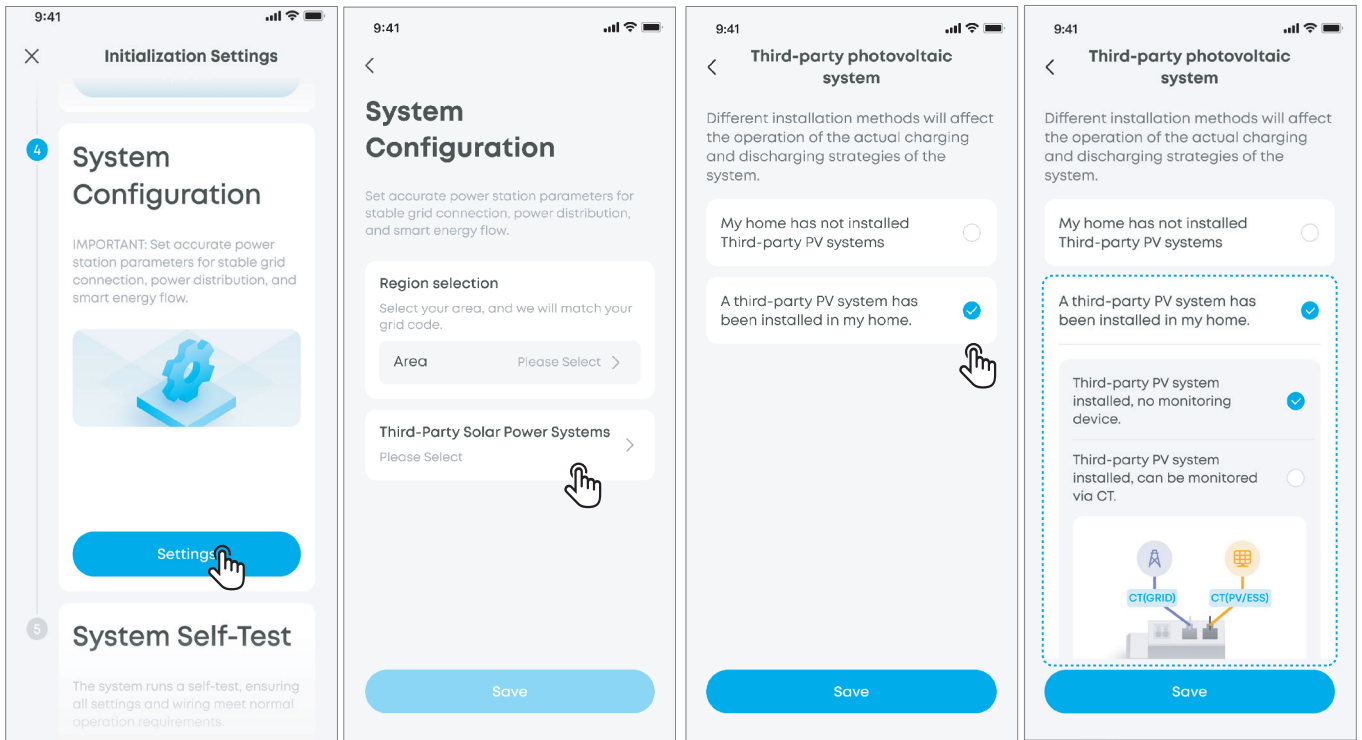 9:41
Initialization Settings
4
System
Configuration
IMPORTANT: Set accurate power
station parameters for stable grid
connection, power distribution, and
smart energy flow.
Settings
5
System Self-Test
The system runs a self-test, ensuring
all settings and wiring meet normal
operation requirements.
9:41
System
Configuration
Set accurate power station parameters for
stable grid connection, power distribution,
and smart energy flow.
Region selection
Select your area, and we will match your
grid code.
Area Please Select
Third-Party Solar Power Systems
Please Select
Save
9:41
Third-party photovoltaic
system
Different installation methods will affect
the operation of the actual charging
and discharging strategies of the
system.
My home has not installed
Third-party PV systems
A third-party PV system has
been installed in my home.
Save
9:41
Third-party photovoltaic
system
Different installation methods will affect
the operation of the actual charging
and discharging strategies of the
system.
My home has not installed
Third-party PV systems
A third-party PV system has
been installed in my home.
Third-party PV system
installed, no monitoring
device.
Third-party PV system
installed, can be monitored
via CT.
CT(GRID) CT(PV/ESS)
Save